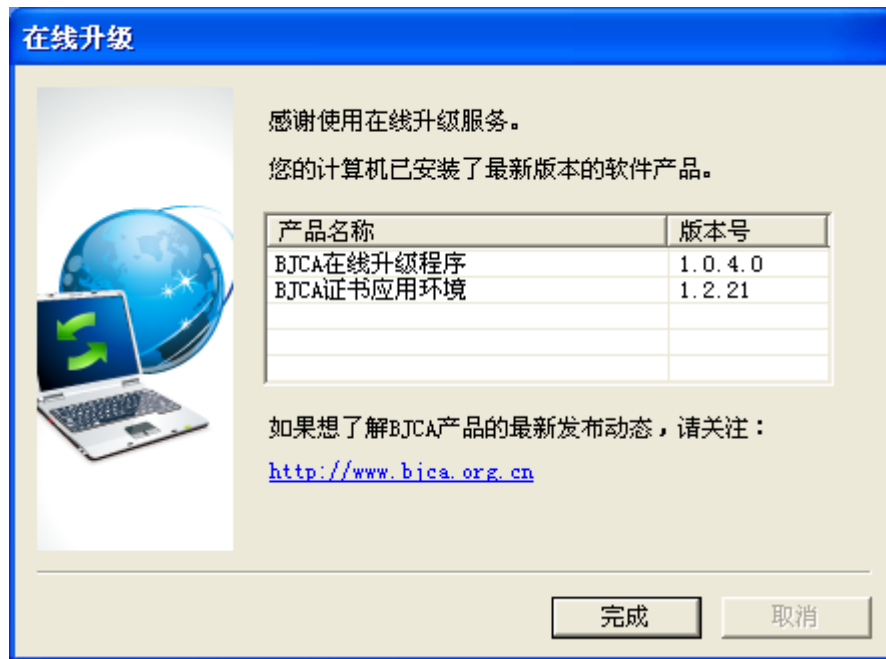 在线升级
感谢使用在线升级服务。
您的计算机已安装了最新版本的软件产品。
产品名称 版本号
BJCA在线升级程序 1.0.4.0
BJCA证书应用环境 1.2.21
如果想了解BJCA产品的最新发布动态，请关注：
http://www.bjca.org.cn
完成 取消